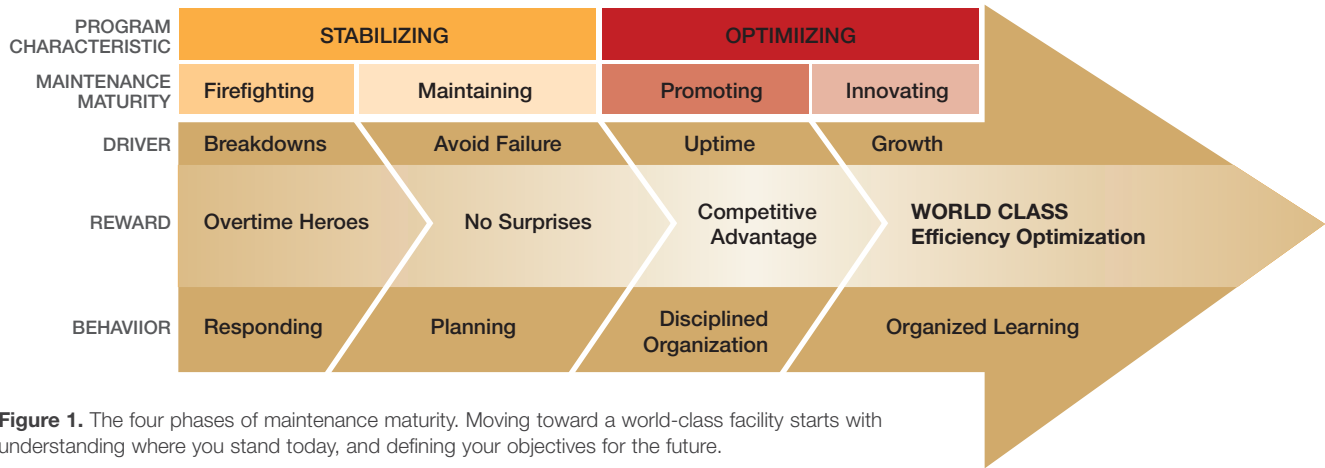 PROGRAM
CHARACTERISTIC
STABILIZING
OPTIMIIZING
MAINTENANCE
MATURITY
Firefighting
Maintaining
Promoting
Innovating
DRIVER
Breakdowns
Avoid Failure
Uptime
Growth
REWARD
Overtime Heroes
No Surprises
Competitive
Advantage
WORLD CLASS
Efficiency Optimization
BEHAVIIOR
Responding
Planning
Disciplined
Organization
Organized Learning
Figure 1. The four phases of maintenance maturity. Moving toward a world-class facility starts with
understanding where you stand today, and defining your objectives for the future.